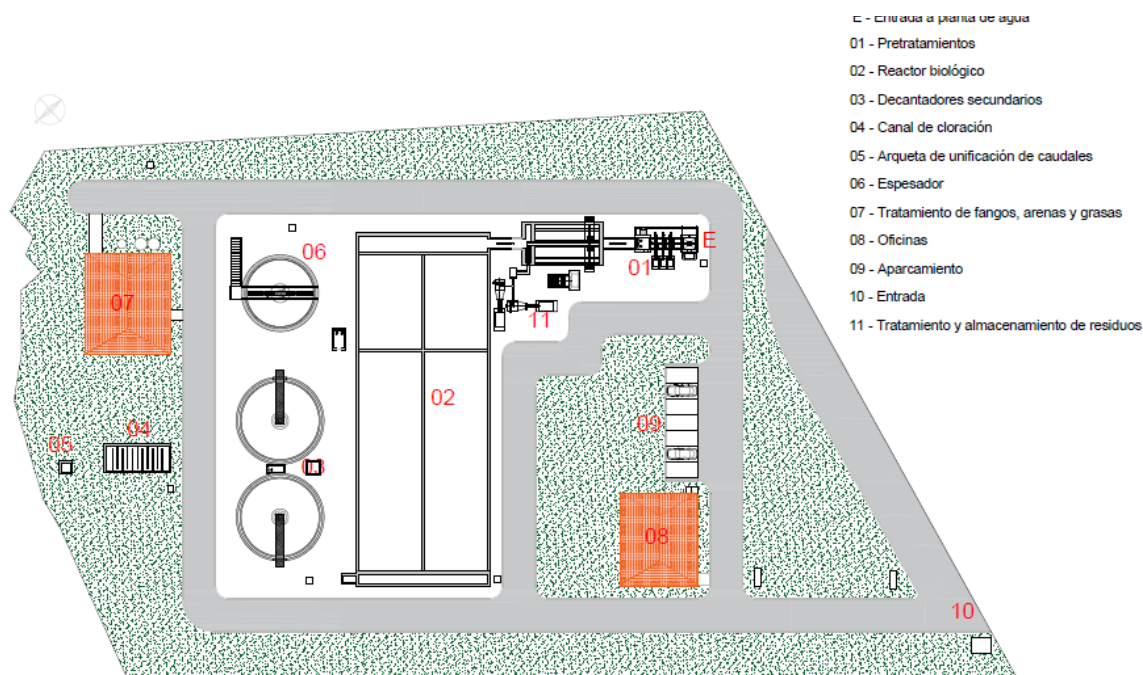 E - Entrada a planta de agua
01 - Pretratamientos
02 - Reactor biológico
03 - Decantadores secundarios
04 - Canal de cloración
05 - Arqueta de unificación de caudales
06 - Espesador
07 - Tratamiento de fangos, arenas y grasas
08 - Oficinas
09 - Aparcamiento
10 - Entrada
11 - Tratamiento y almacenamiento de residuos
E
06
01
07
11
02
09
04
05
03
08
10